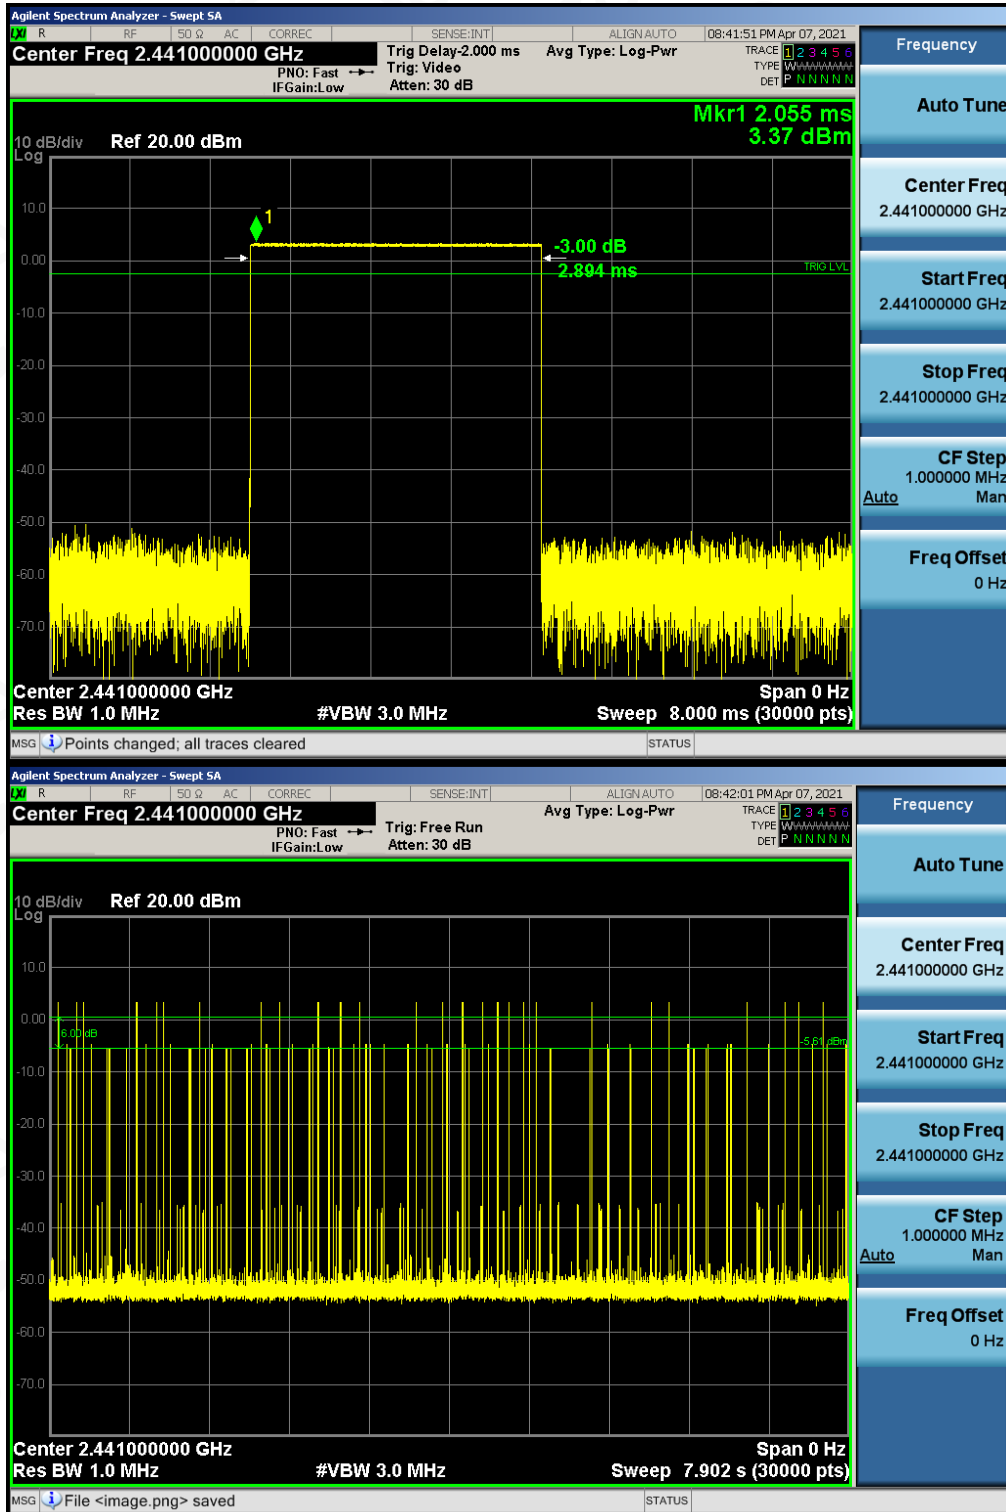 Agilent Spectrum Analyzer - Swept SA
LXI R RF 50 Ω AC CORREC SENSE:INT ALIGN AUTO 08:41:51 PM Apr 07, 2021
Center Freq 2.441000000 GHz
PNO: Fast
IFGain:Low
Trig Delay-2.000 ms
Trig: Video
Atten: 30 dB
Avg Type: Log-Pwr
TRACE 1 2 3 4 5 6
TYPE W
DET P N N N N N
Mkr1 2.055 ms
3.37 dBm
10 dB/div
Log
Ref 20.00 dBm
1
10.0
-3.00 dB
0.00
TRIG LVL
2.894 ms
-10.0
-20.0
-30.0
-40.0
-50.0
-60.0
-70.0
Center 2.441000000 GHz Span 0 Hz
Res BW 1.0 MHz #VBW 3.0 MHz Sweep 8.000 ms (30000 pts)
MSG Points changed; all traces cleared STATUS
Frequency
Auto Tune
Center Freq
2.441000000 GHz
Start Freq
2.441000000 GHz
Stop Freq
2.441000000 GHz
CF Step
1.000000 MHz
Auto Man
Freq Offset
0 Hz
Agilent Spectrum Analyzer - Swept SA
LXI R RF 50 Ω AC CORREC SENSE:INT ALIGN AUTO 08:42:01 PM Apr 07, 2021
Center Freq 2.441000000 GHz
PNO: Fast
IFGain:Low
Trig: Free Run
Atten: 30 dB
Avg Type: Log-Pwr
TRACE 1 2 3 4 5 6
TYPE W
DET P N N N N N
10 dB/div
Log
Ref 20.00 dBm
10.0
0.00
6.00 dB
-5.61 dBm
-10.0
-20.0
-30.0
-40.0
-50.0
-60.0
-70.0
Center 2.441000000 GHz Span 0 Hz
Res BW 1.0 MHz #VBW 3.0 MHz Sweep 7.902 s (30000 pts)
MSG File <image.png> saved STATUS
Frequency
Auto Tune
Center Freq
2.441000000 GHz
Start Freq
2.441000000 GHz
Stop Freq
2.441000000 GHz
CF Step
1.000000 MHz
Auto Man
Freq Offset
0 Hz